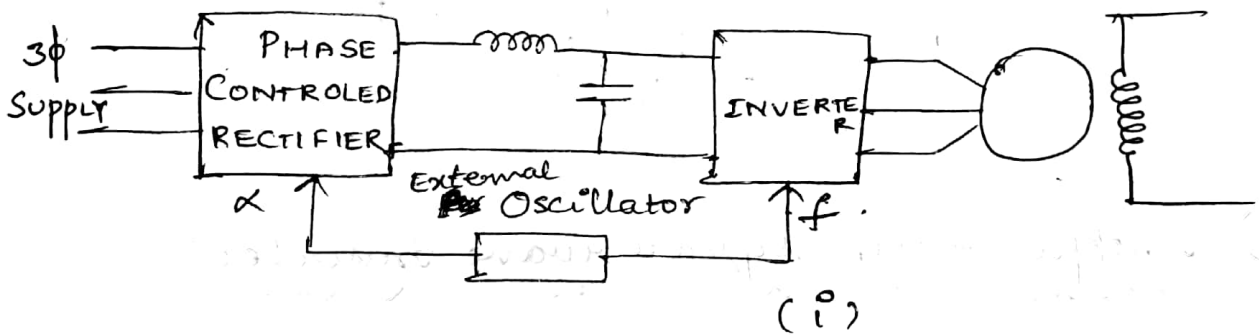 3ϕ
SUPPLY
PHASE
CONTROLED
RECTIFIER
α
External
Oscillator
INVERTE
R
f.
(i)